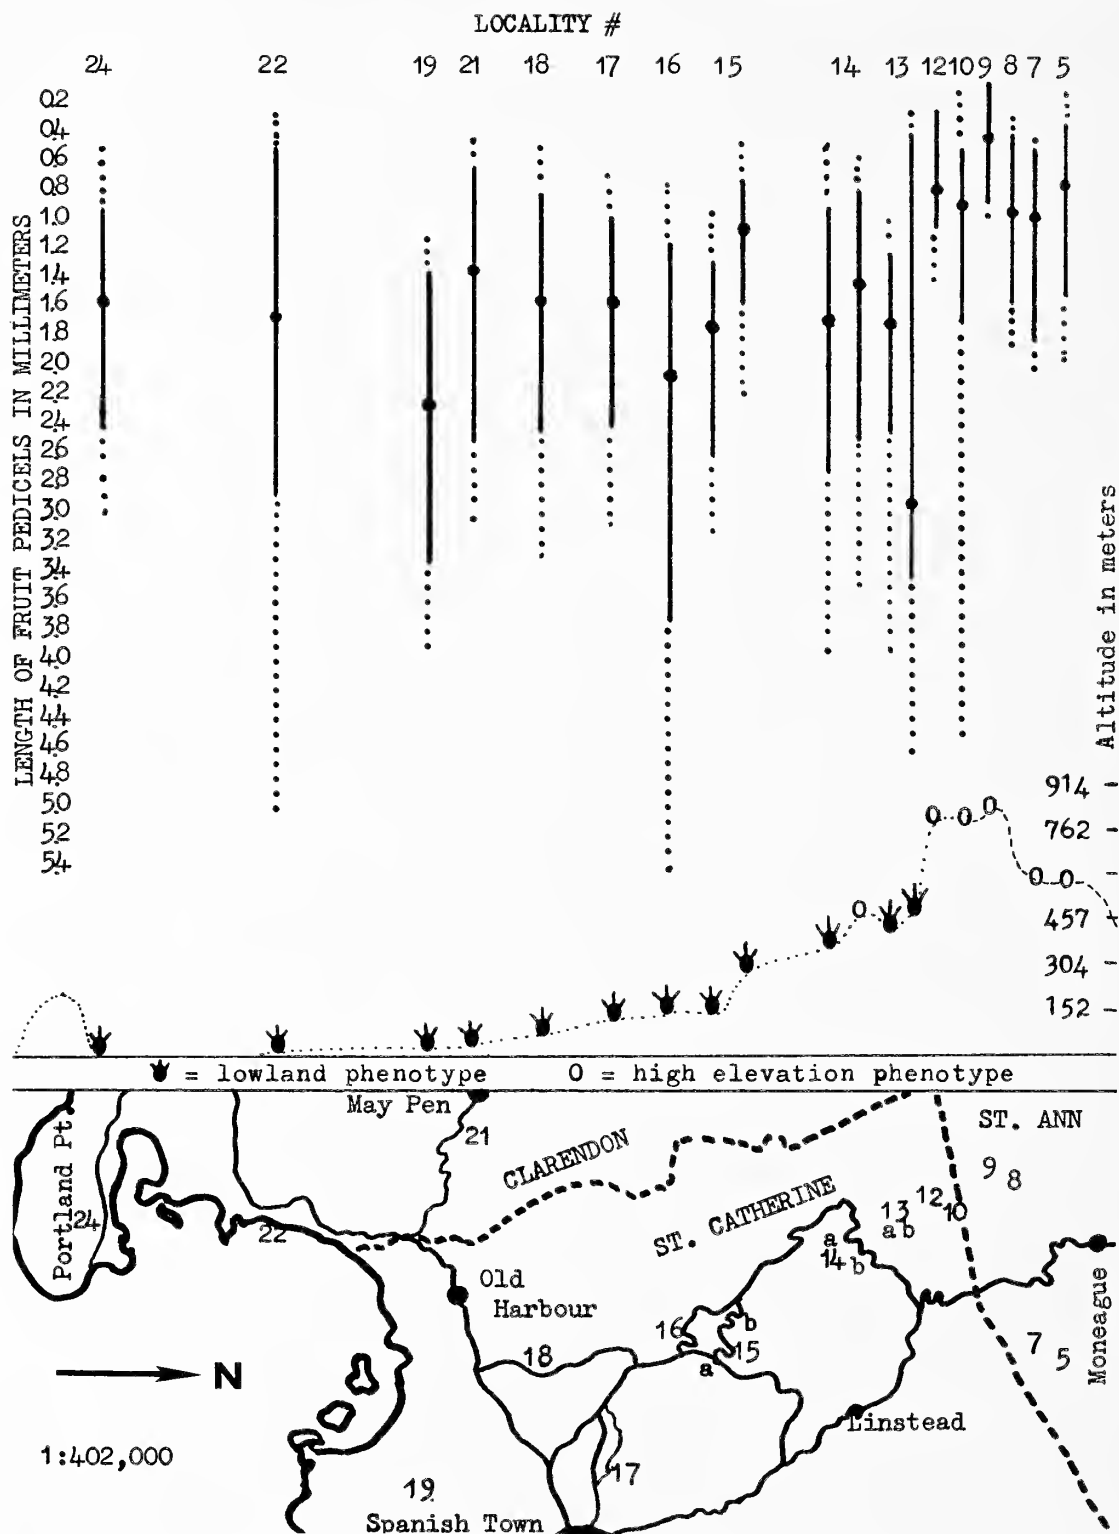 LOCALITY #
24 22 19 21 18 17 16 15 14 13 12 10 9 8 7 5
LENGTH OF FRUIT PEDICELS IN MILLIMETERS
0.2
0.4
0.6
0.8
1.0
1.2
1.4
1.6
1.8
2.0
2.2
2.4
2.6
2.8
3.0
3.2
3.4
3.6
3.8
4.0
4.2
4.4
4.6
4.8
5.0
5.2
5.4
Altitude in meters
914
762
457
304
152
0 0 0
0 0
0
= lowland phenotype 0 = high elevation phenotype
May Pen
21
ST. ANN
Portland Pt.
24
CLARENDON
9 8
ST. CATHERINE
12 10
13
a b
22
a
14 b
Old
Harbour
16
b
15
a
18
7 5
Moneague
N
Linstead
1:402,000
17
19
Spanish Town